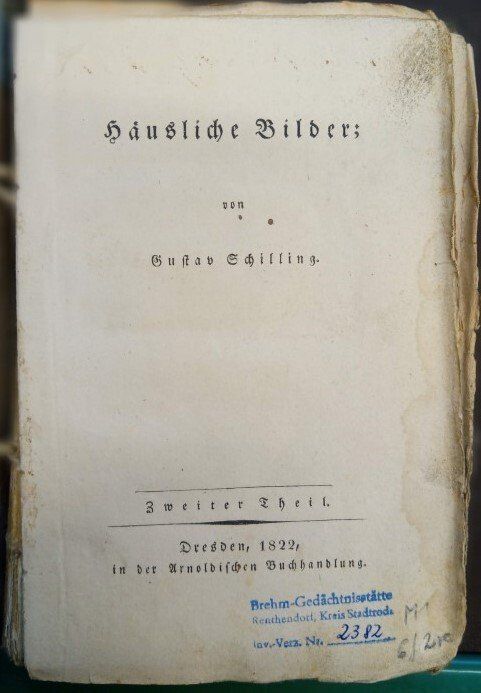 Häusliche Bilder;
von
Gustav Schilling.
Zweiter Theil.
Dresden, 1822,
in der Arnoldischen Buchhandlung.
Brehm-Gedächtnisstätte
Renthendorf, Kreis Stadtroda
Inv.-Verz. Nr. 2382